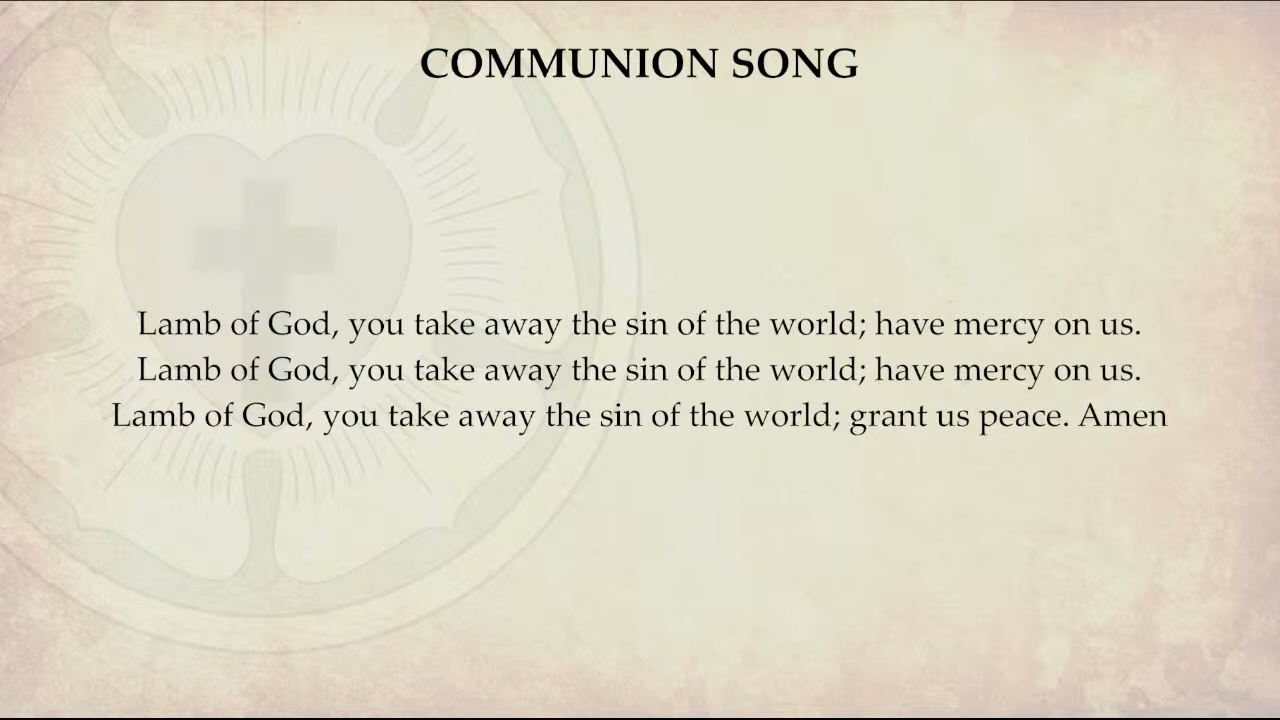 COMMUNION SONG
Lamb of God, you take away the sin of the world; have mercy on us.
Lamb of God, you take away the sin of the world; have mercy on us.
Lamb of God, you take away the sin of the world; grant us peace. Amen